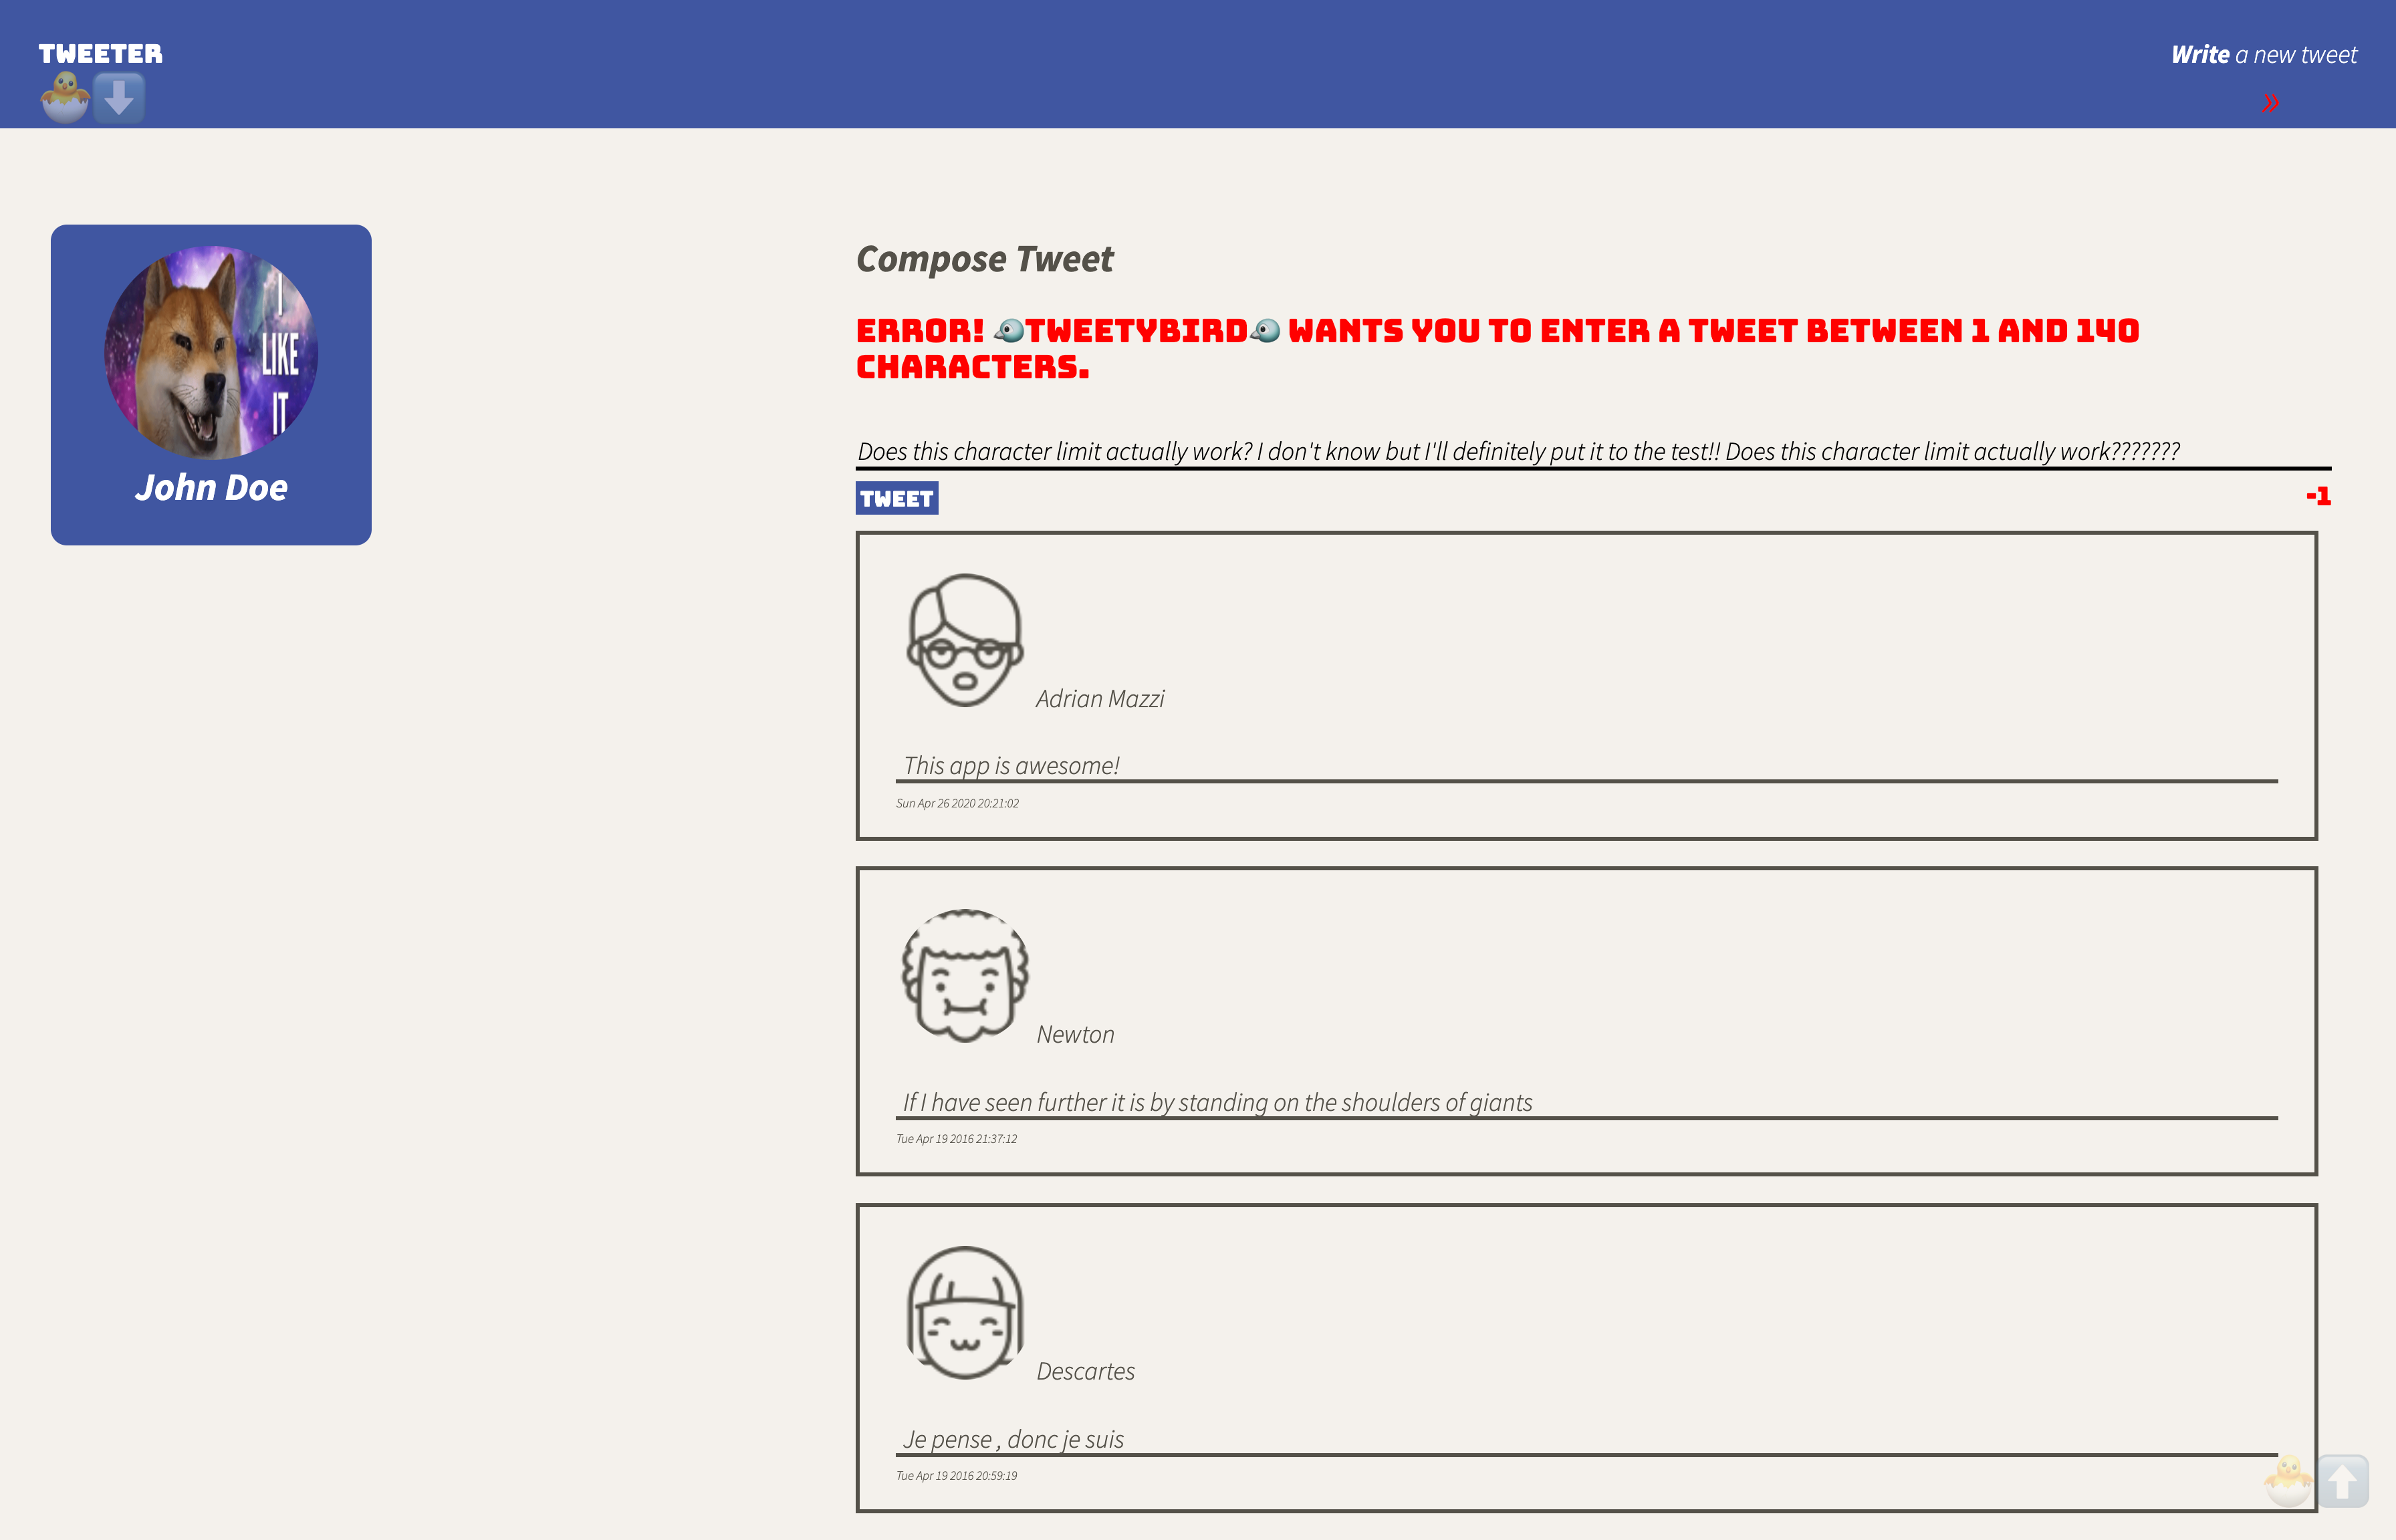 TWEETER
Write a new tweet
»
I
LIKE
IT
John Doe
Compose Tweet
ERROR! 🐦TWEETYBIRD🐦 WANTS YOU TO ENTER A TWEET BETWEEN 1 AND 140
CHARACTERS.
Does this character limit actually work? I don't know but I'll definitely put it to the test!! Does this character limit actually work???????
TWEET
-1
Adrian Mazzi
This app is awesome!
Sun Apr 26 2020 20:21:02
Newton
If I have seen further it is by standing on the shoulders of giants
Tue Apr 19 2016 21:37:12
Descartes
Je pense , donc je suis
Tue Apr 19 2016 20:59:19